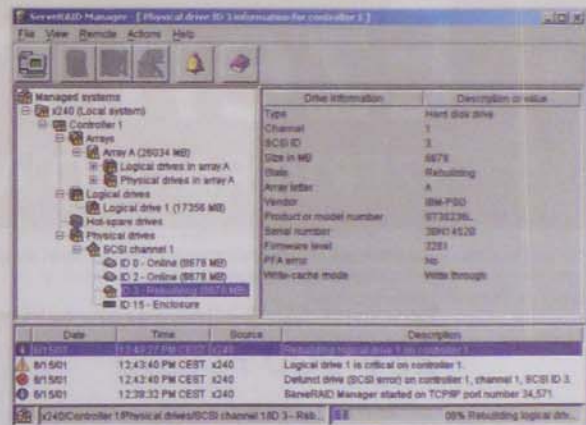 ServeRAID Manager - [ Physical drive ID 3 information for controller 1 ]
File View Remote Actions Help
Managed systems
x240 (Local system)
Controller 1
Arrays
Array A (26034 MB)
Logical drives in array A
Physical drives in array A
Logical drives
Logical drive 1 (17356 MB)
Hot-spare drives
Physical drives
SCSI channel 1
ID 0 - Online (8678 MB)
ID 2 - Online (8678 MB)
ID 3 - Rebuilding (8678 MB)
ID 15 - Enclosure
Drive information Description or value
Type Hard disk drive
Channel 1
SCSI ID 3
Size in MB 8678
State Rebuilding
Array letter A
Vendor IBM-PSG
Product or model number
Serial number
Firmware level 3281
PFA error No
Write-cache mode Write through
Date Time Source Description
6/15/01 12:49:27 PM CEST x240 Rebuilding logical drive 1 on controller 1.
6/15/01 12:43:40 PM CEST x240 Logical drive 1 is critical on controller 1.
6/15/01 12:43:40 PM CEST x240 Defunct drive (SCSI error) on controller 1, channel 1, SCSI ID 3.
6/15/01 12:38:32 PM CEST x240 ServeRAID Manager started on TCP/IP port number 34,571.
x240/Controller 1/Physical drives/SCSI channel 1/ID 3 - Reb... 08% Rebuilding logical driv...